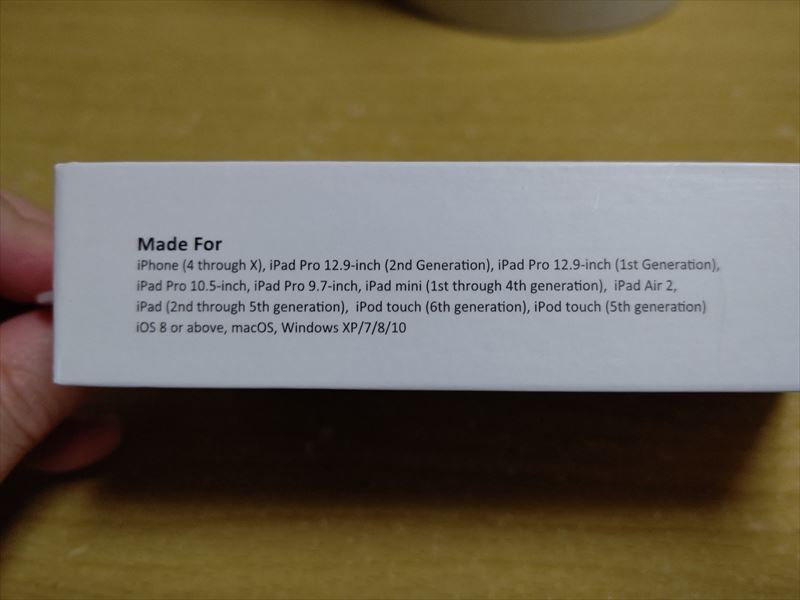 Made For
iPhone (4 through X), iPad Pro 12.9-inch (2nd Generation), iPad Pro 12.9-inch (1st Generation),
iPad Pro 10.5-inch, iPad Pro 9.7-inch, iPad mini (1st through 4th generation), iPad Air 2,
iPad (2nd through 5th generation), iPod touch (6th generation), iPod touch (5th generation)
iOS 8 or above, macOS, Windows XP/7/8/10